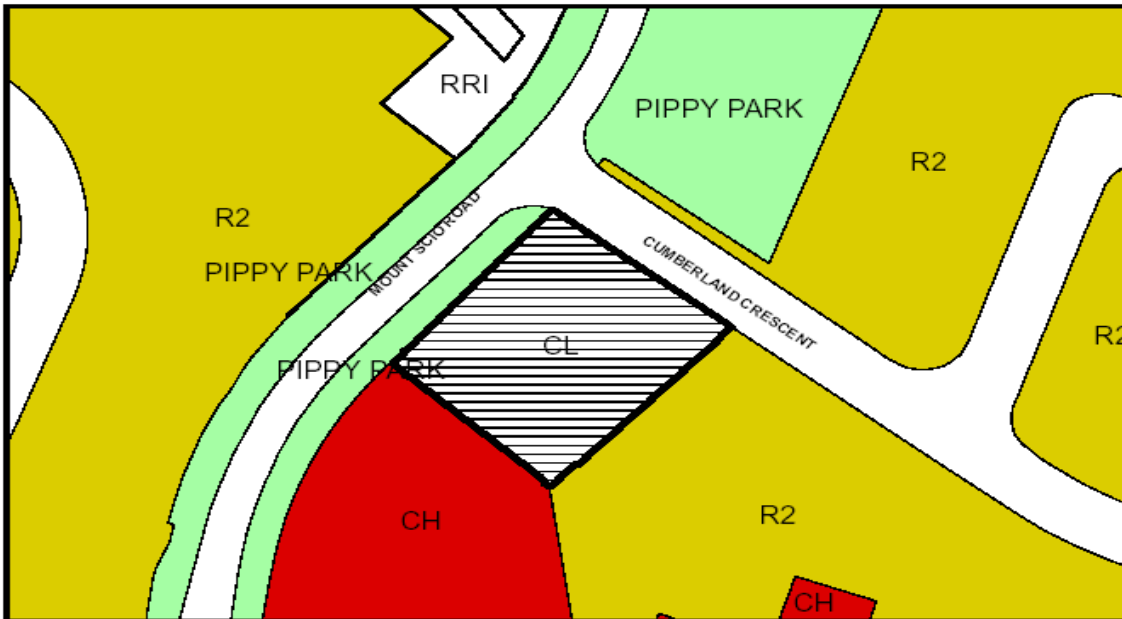 RRI
PIPPY PARK
R2
R2
MOUNT SCIO ROAD
PIPPY PARK
CUMBERLAND CRESCENT
R2
CL
PIPPY PARK
CH
R2
CH